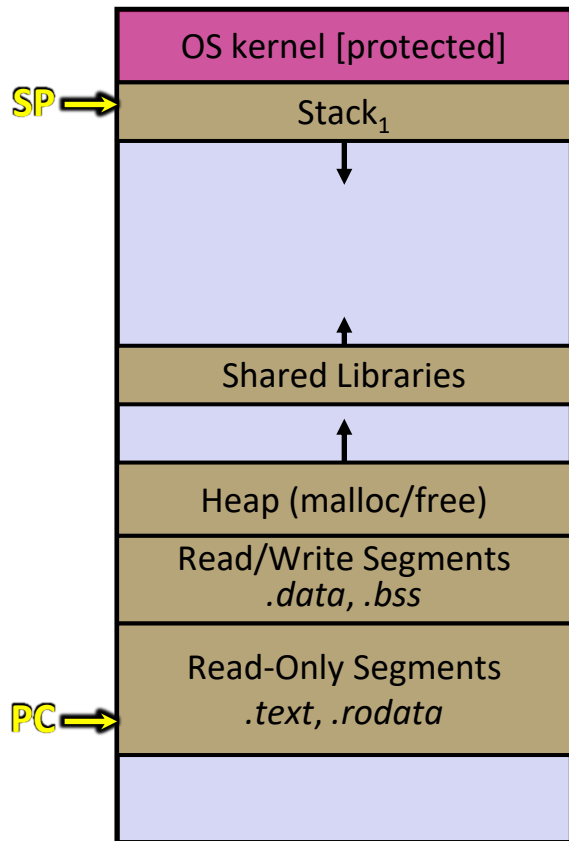 OS kernel [protected]
SP
Stack₁
Shared Libraries
Heap (malloc/free)
Read/Write Segments
.data, .bss
Read-Only Segments
.text, .rodata
PC